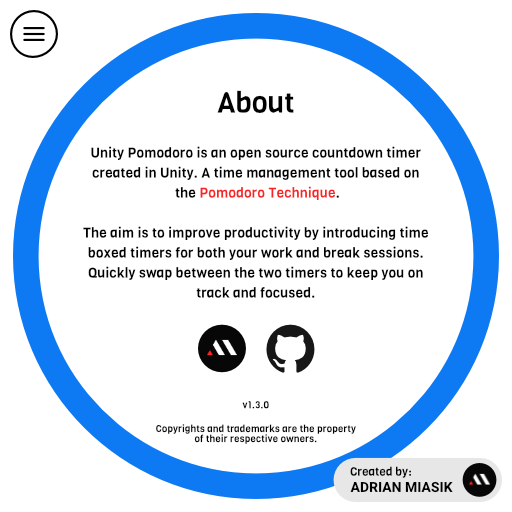 About
Unity Pomodoro is an open source countdown timer
created in Unity. A time management tool based on
the Pomodoro Technique.
The aim is to improve productivity by introducing time
boxed timers for both your work and break sessions.
Quickly swap between the two timers to keep you on
track and focused.
v1.3.0
Copyrights and trademarks are the property
of their respective owners.
Created by:
ADRIAN MIASIK